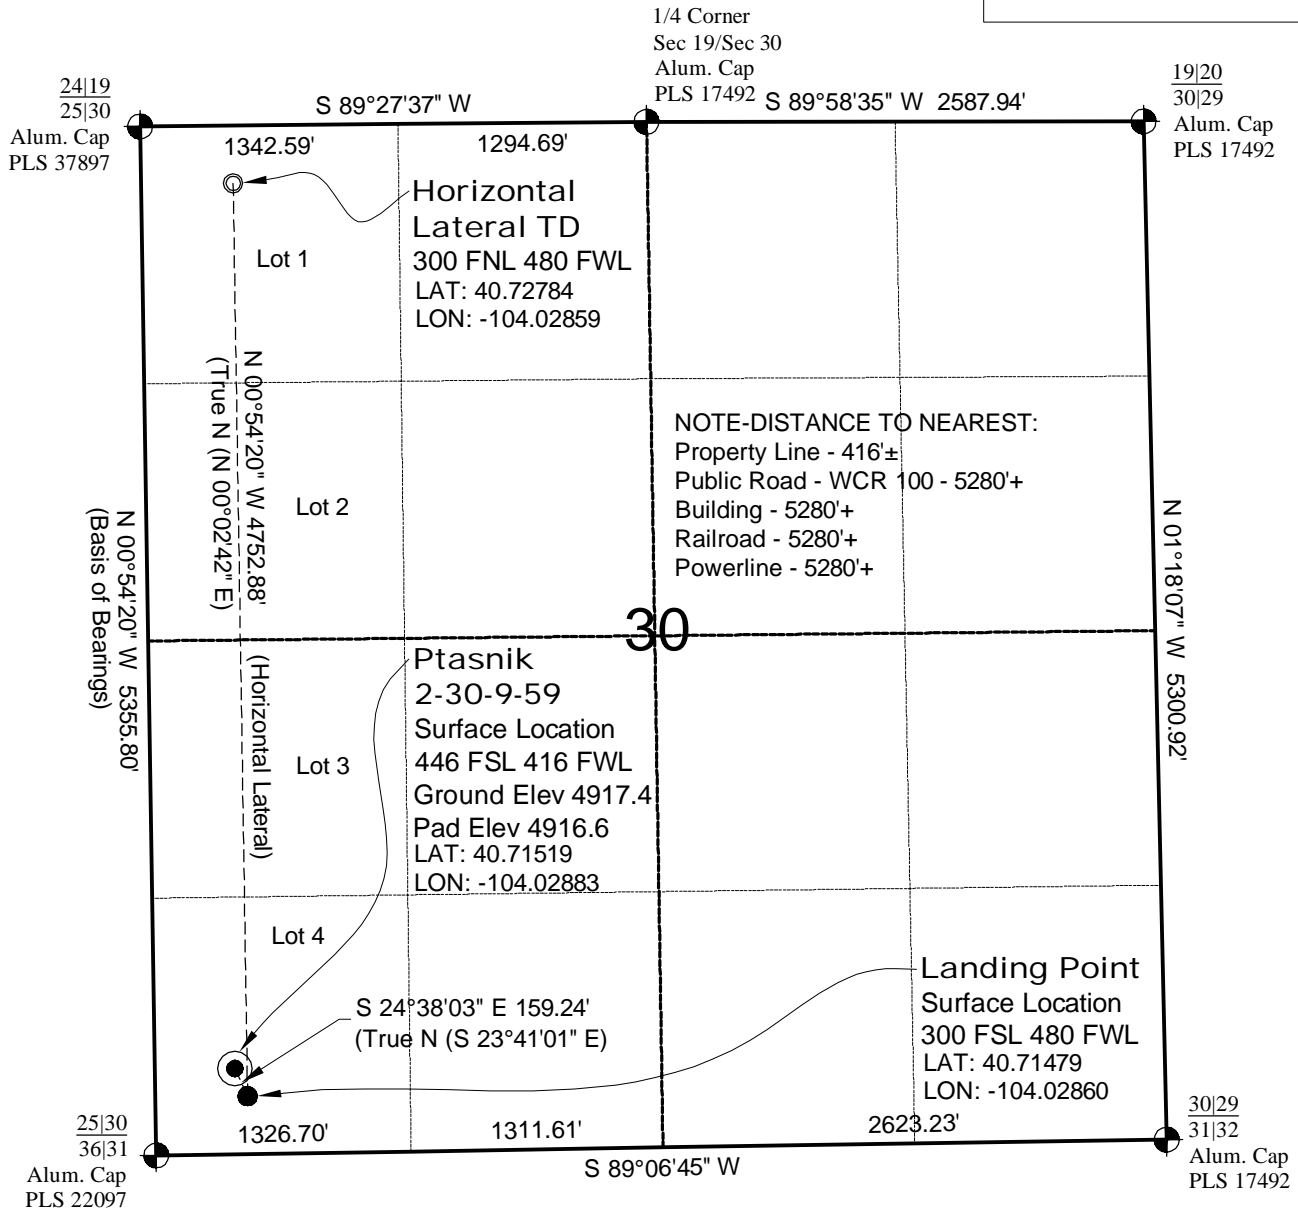 1/4 Corner
Sec 19/Sec 30
Alum. Cap
PLS 17492
24|19
25|30
Alum. Cap
PLS 37897
S 89°27'37" W
S 89°58'35" W 2587.94'
19|20
30|29
Alum. Cap
PLS 17492
1342.59'
1294.69'
Horizontal
Lateral TD
300 FNL 480 FWL
LAT: 40.72784
LON: -104.02859
Lot 1
N 00°54'20" W 4752.88'
(True N (N 00°02'42" E)
(Horizontal Lateral)
Lot 2
NOTE-DISTANCE TO NEAREST:
Property Line - 416'±
Public Road - WCR 100 - 5280'+
Building - 5280'+
Railroad - 5280'+
Powerline - 5280'+
N 00°54'20" W 5355.80'
(Basis of Bearings)
N 01°18'07" W 5300.92'
30
Ptasnik
2-30-9-59
Surface Location
446 FSL 416 FWL
Ground Elev 4917.4
Pad Elev 4916.6
LAT: 40.71519
LON: -104.02883
Lot 3
Lot 4
S 24°38'03" E 159.24'
(True N (S 23°41'01" E)
Landing Point
Surface Location
300 FSL 480 FWL
LAT: 40.71479
LON: -104.02860
25|30
36|31
Alum. Cap
PLS 22097
1326.70'
1311.61'
2623.23'
S 89°06'45" W
30|29
31|32
Alum. Cap
PLS 17492